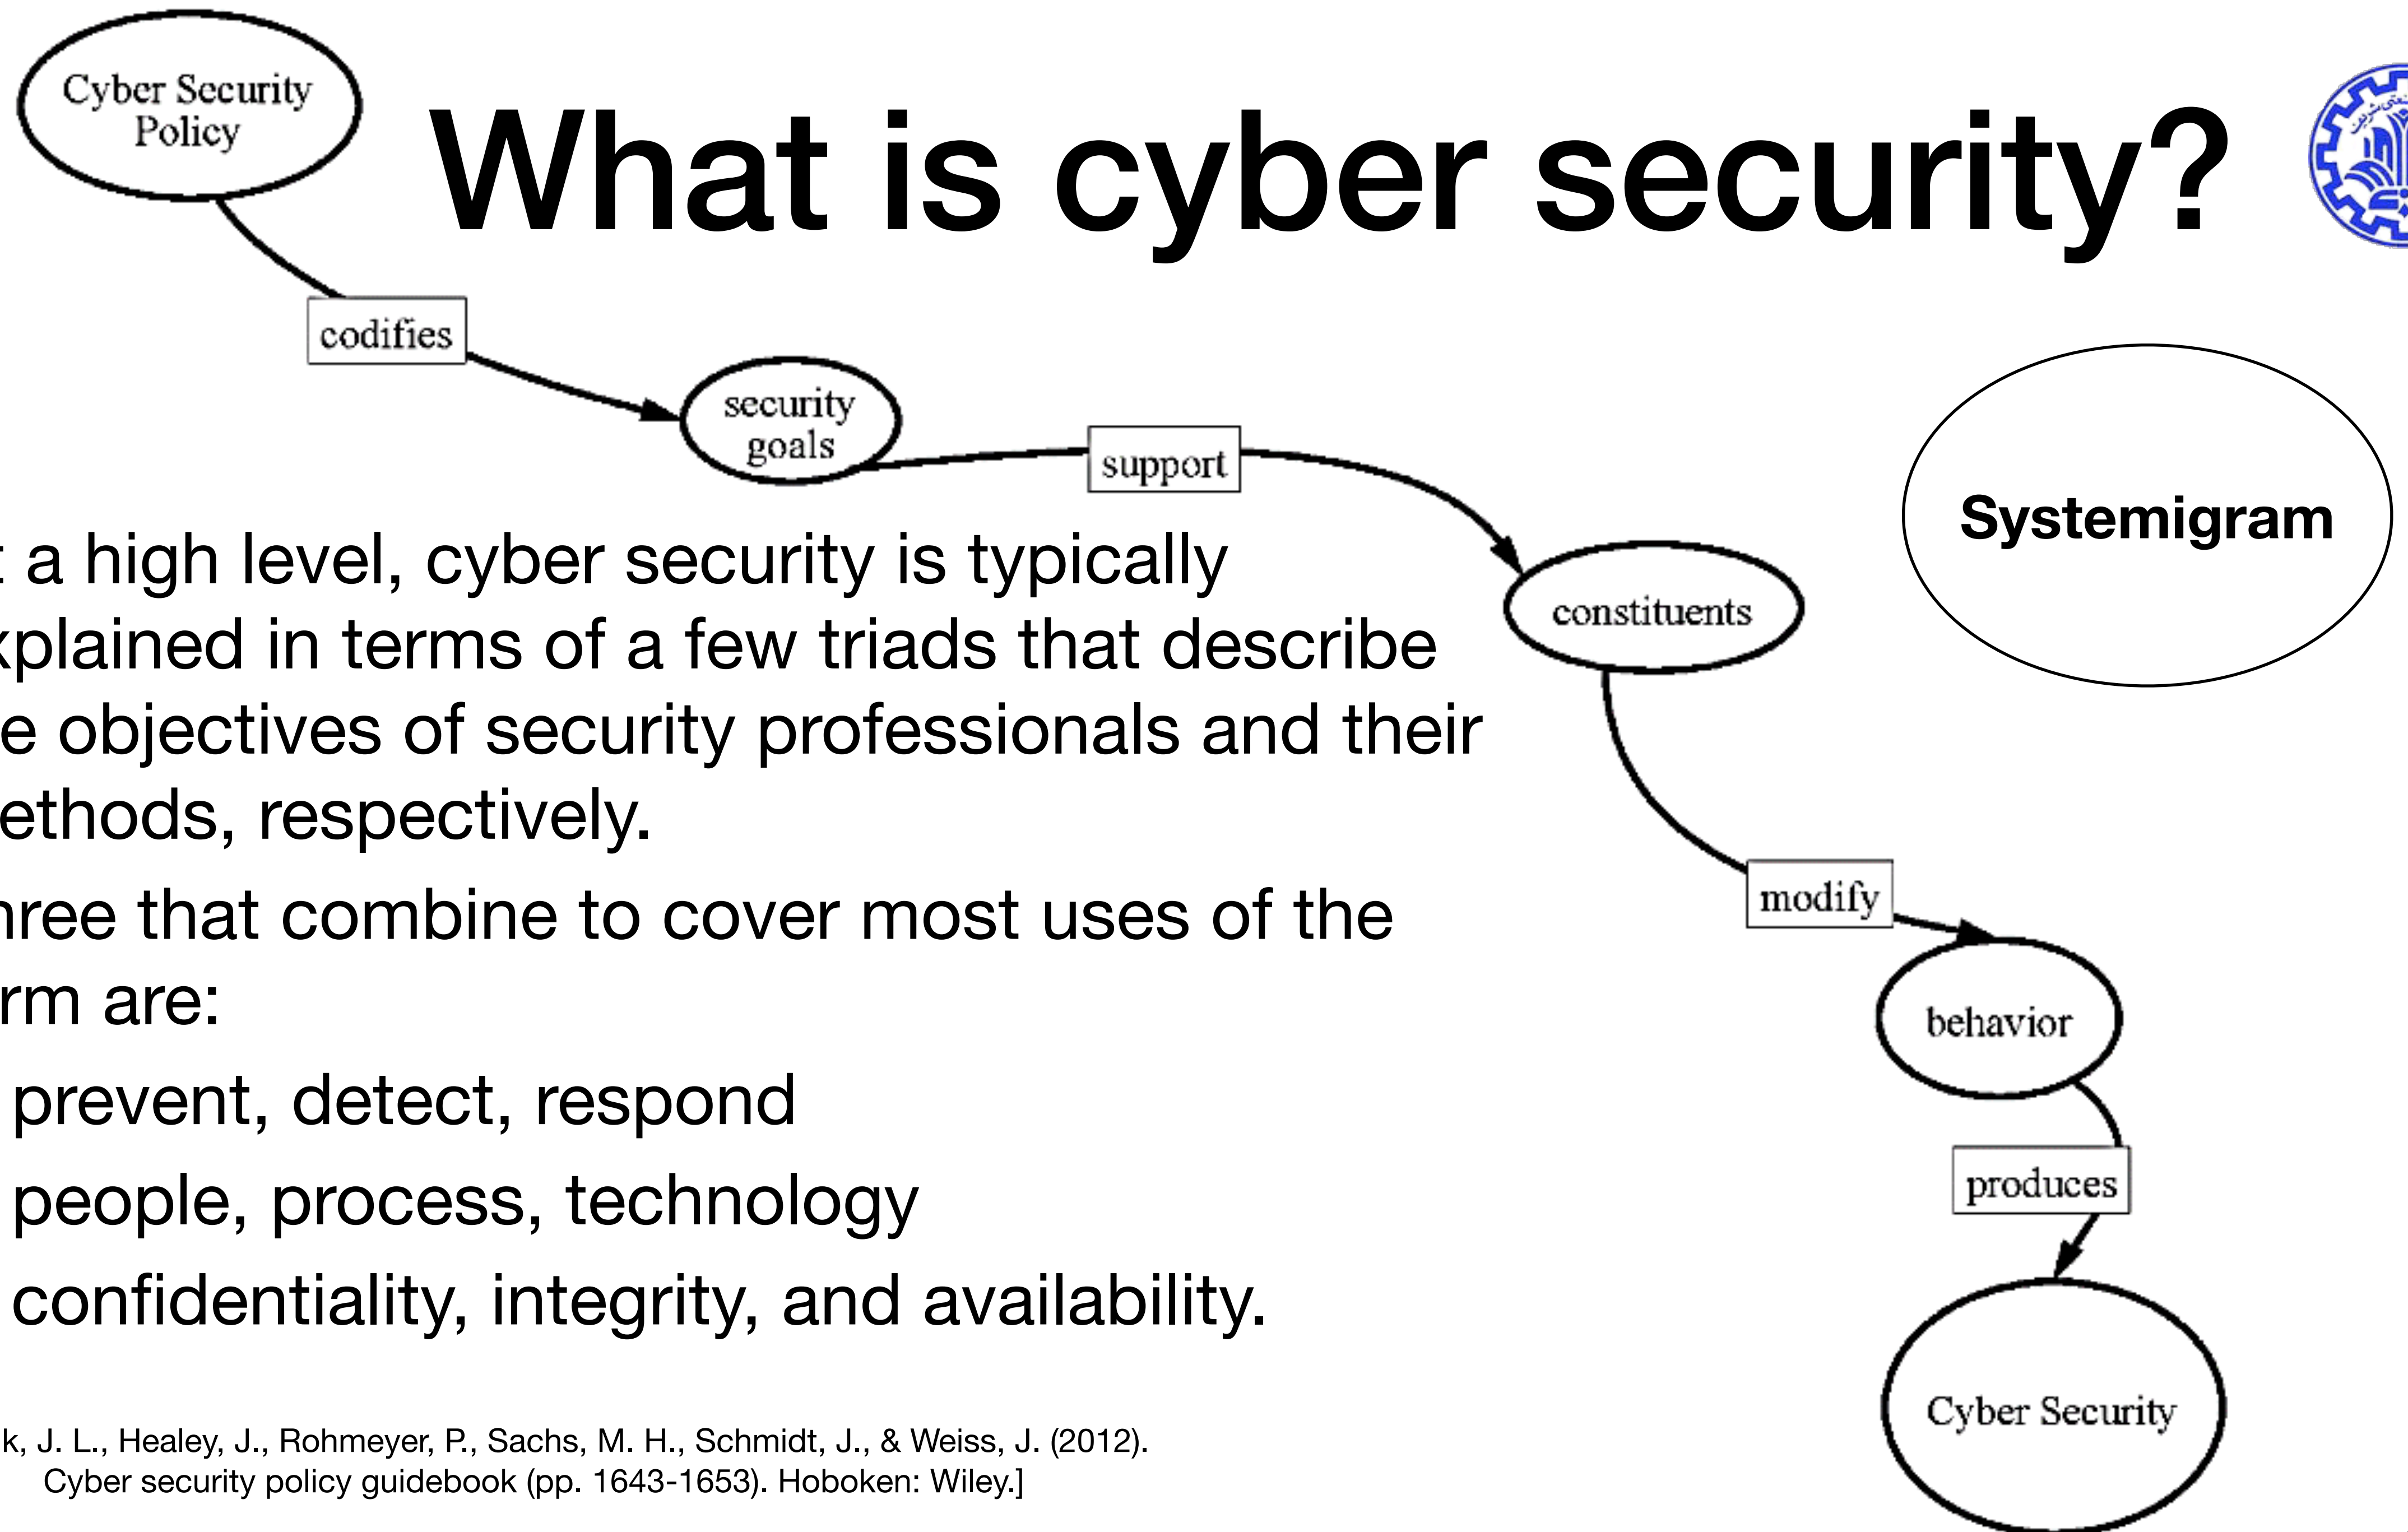 Cyber Security
Policy
What is cyber security?
codifies
security
goals
support
Systemigram
a high level, cyber security is typically
xplained in terms of a few triads that describe
e objectives of security professionals and their
ethods, respectively.
constituents
modify
hree that combine to cover most uses of the
rm are:
behavior
prevent, detect, respond
produces
people, process, technology
confidentiality, integrity, and availability.
Cyber Security
k, J. L., Healey, J., Rohmeyer, P., Sachs, M. H., Schmidt, J., & Weiss, J. (2012).
Cyber security policy guidebook (pp. 1643-1653). Hoboken: Wiley.]